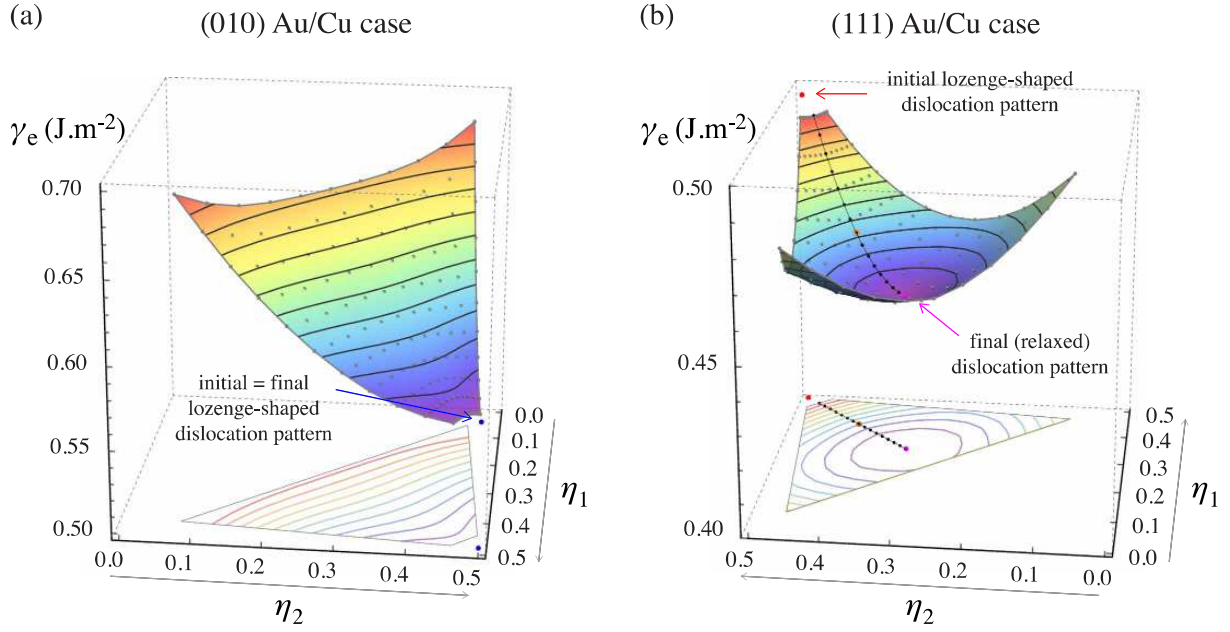 (a)
(010) Au/Cu case
γe (J.m-2)
0.70
0.65
0.60
0.55
0.50
initial = final
lozenge-shaped
dislocation pattern
0.0
0.1
0.2
0.3
0.4
0.5
η1
0.0
0.1
0.2
0.3
0.4
0.5
η2
(b)
(111) Au/Cu case
initial lozenge-shaped
dislocation pattern
γe (J.m-2)
0.50
0.45
0.40
final (relaxed)
dislocation pattern
0.5
0.4
0.3
0.2
0.1
0.0
η1
0.5
0.4
0.3
0.2
0.1
0.0
η2